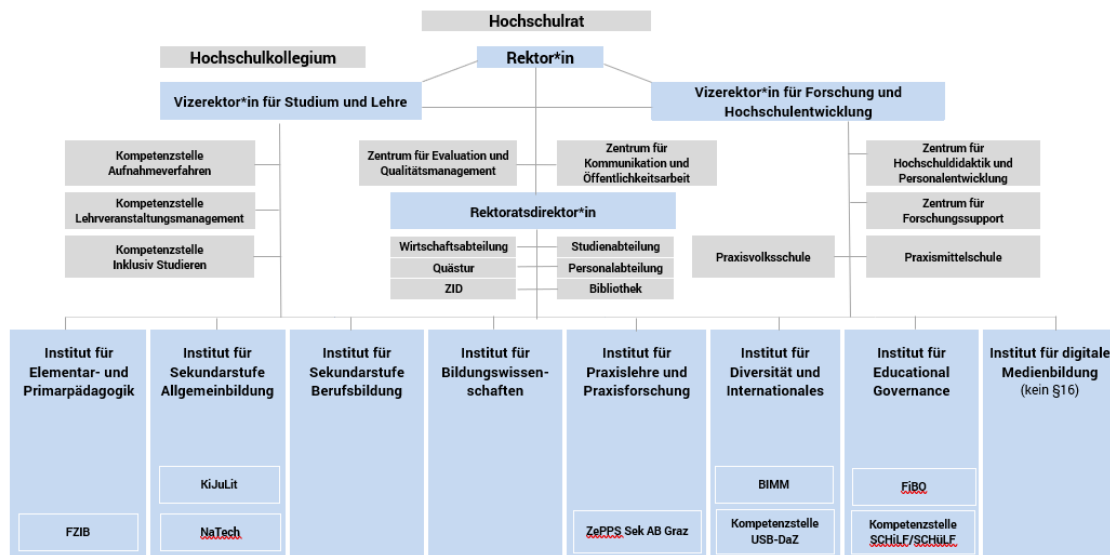 Hochschulrat
Hochschulkollegium
Rektor*in
Vizerektor*in für Studium und Lehre
Vizerektor*in für Forschung und
Hochschulentwicklung
Kompetenzstelle
Aufnahmeverfahren
Kompetenzstelle
Lehrveranstaltungsmanagement
Kompetenzstelle
Inklusiv Studieren
Zentrum für Evaluation und
Qualitätsmanagement
Zentrum für
Kommunikation und
Öffentlichkeitsarbeit
Zentrum für
Hochschuldidaktik und
Personalentwicklung
Zentrum für
Forschungssupport
Rektoratsdirektor*in
Wirtschaftsabteilung
Studienabteilung
Quästur
Personalabteilung
ZID
Bibliothek
Praxisvolksschule
Praxismittelschule
Institut für
Elementar- und
Primarpädagogik
FZIB
Institut für
Sekundarstufe
Allgemeinbildung
KiJuLit
NaTech
Institut für
Sekundarstufe
Berufsbildung
Institut für
Bildungswissen-
schaften
Institut für
Praxislehre und
Praxisforschung
ZePPS Sek AB Graz
Institut für
Diversität und
Internationales
BIMM
Kompetenzstelle
USB-DaZ
Institut für
Educational
Governance
FiBO
Kompetenzstelle
SCHiLF/SCHüLF
Institut für digitale
Medienbildung
(kein §16)